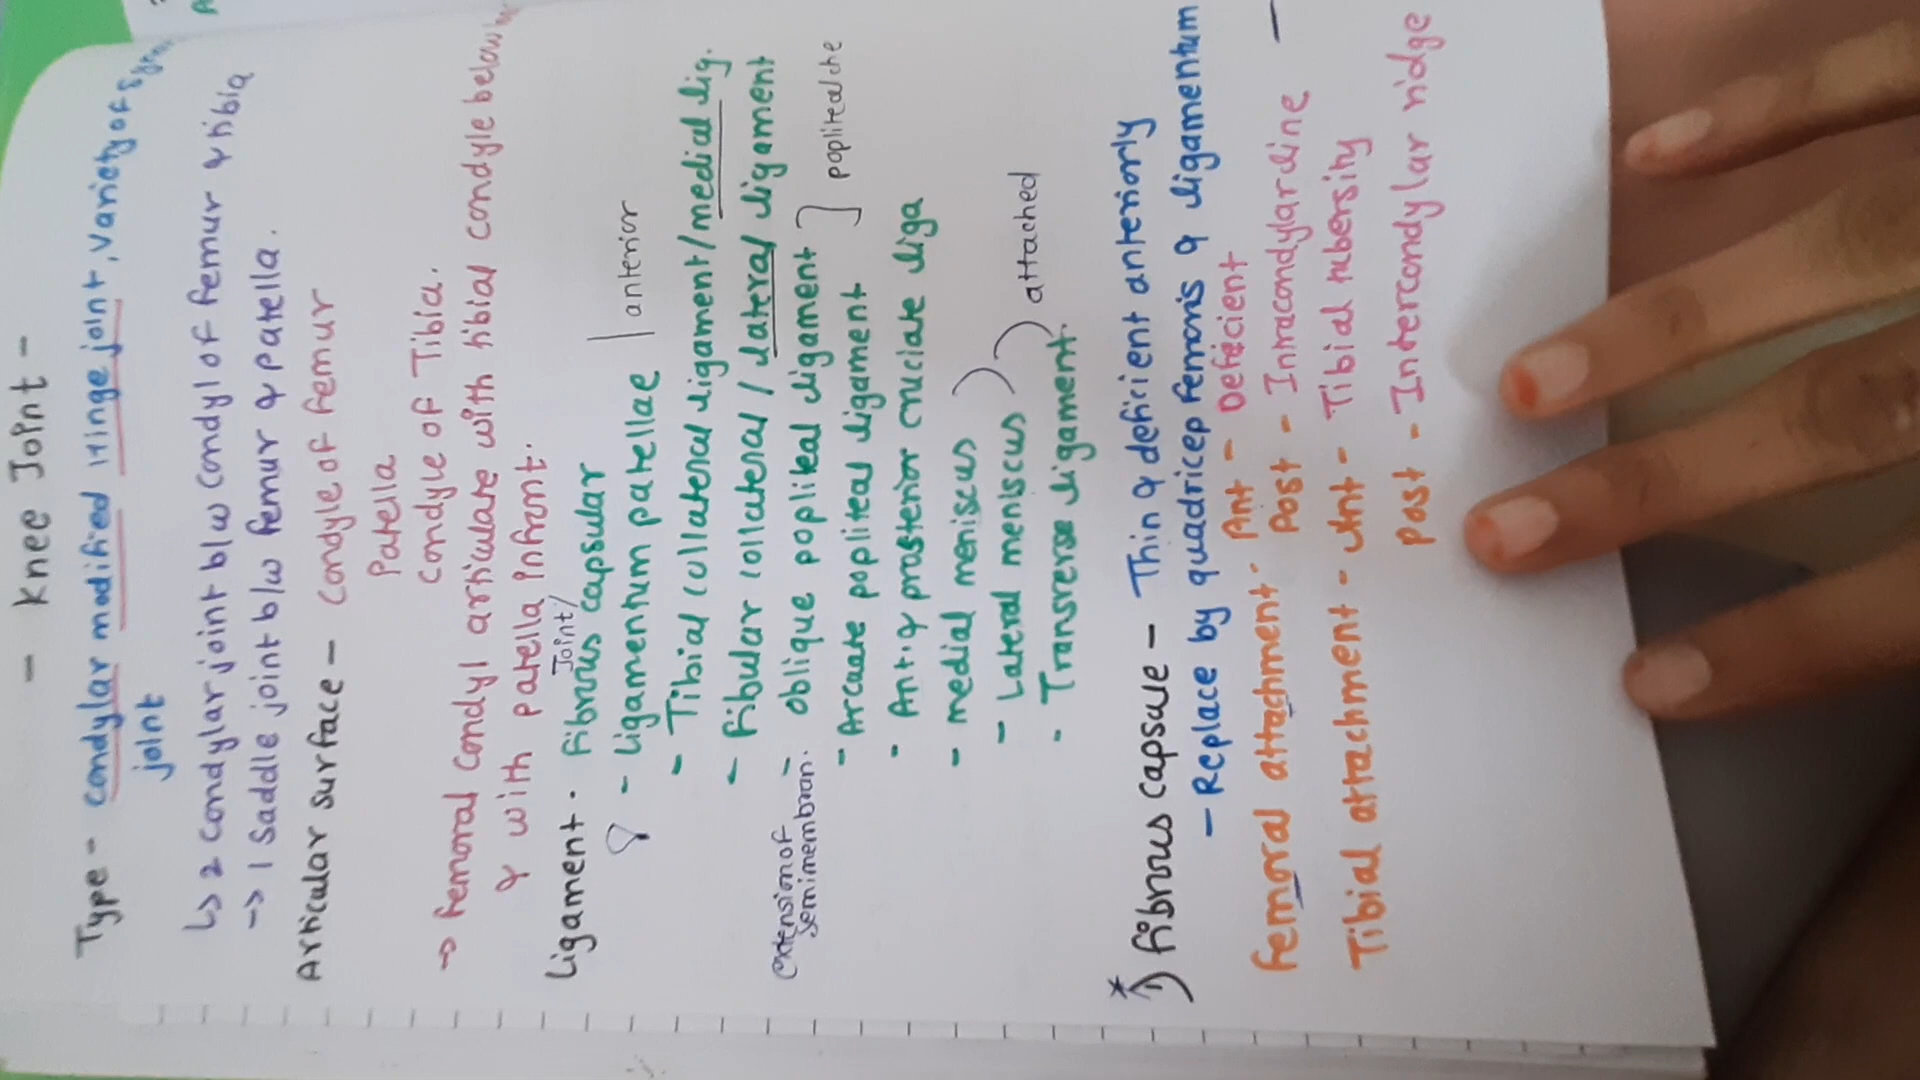 - Knee Joint -
Type - condylar modified Hinge joint, variety of
joint
↳ 2 condylar joint b/w condyl of femur & tibia
→ 1 Saddle joint b/w femur & patella.
Articular surface - condyle of femur
Patella
condyle of Tibia.
→ femoral condyl articulate with tibial condyle below
& with patella infront.
Joint/
Ligament · fibrous capsular
- Ligamentum patellae | anterior
- Tibial collateral ligament/medial lig.
- fibular collateral / lateral ligament
extension of semimembran. - oblique popliteal ligament ] popliteal che
- Arcuate popliteal ligament
- Ant. & prosterior cruciate liga
- medial meniscus
- Lateral meniscus ) attached
- Transrerse ligament.
* 1) fibrous capsule - Thin & deficient anteriorly
- Replace by quadricep femoris & ligamentum
femoral attachment · Ant - Deficient
Post - Intracondylar line -
Tibial attachment - Ant - Tibial tubersity
Post - Intercondylar ridge